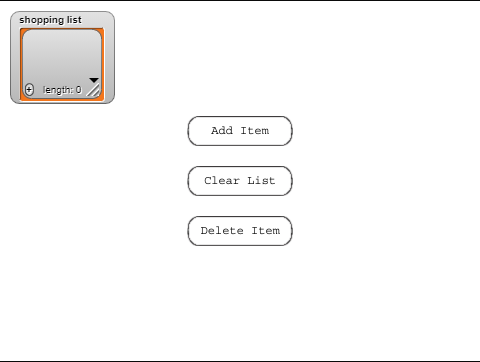 shopping list
+ length: 0
Add Item
Clear List
Delete Item